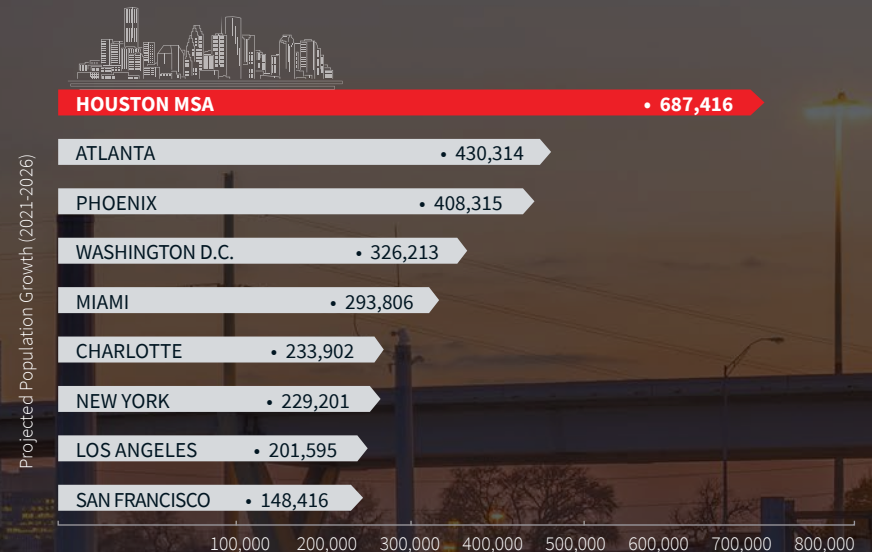 HOUSTON MSA • 687,416
ATLANTA • 430,314
PHOENIX • 408,315
WASHINGTON D.C. • 326,213
MIAMI • 293,806
CHARLOTTE • 233,902
NEW YORK • 229,201
LOS ANGELES • 201,595
SAN FRANCISCO • 148,416
Projected Population Growth (2021-2026)
100,000 200,000 300,000 400,000 500,000 600,000 700,000 800,000